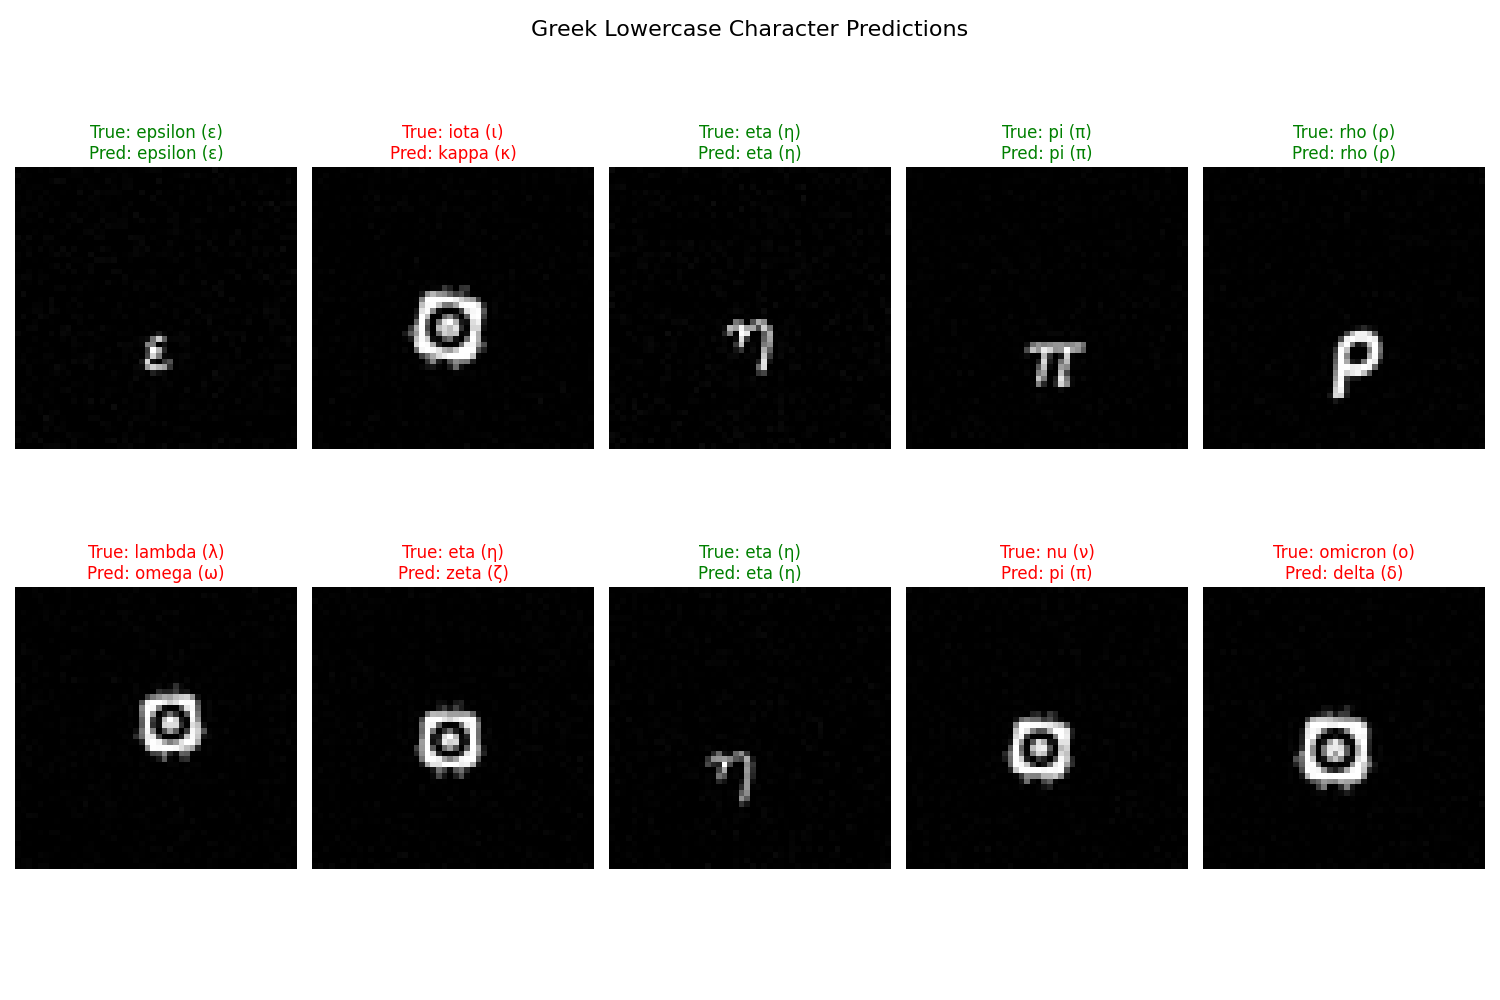 Greek Lowercase Character Predictions
True: epsilon (ε)
Pred: epsilon (ε)
True: iota (ι)
Pred: kappa (κ)
True: eta (η)
Pred: eta (η)
True: pi (π)
Pred: pi (π)
True: rho (ρ)
Pred: rho (ρ)
ε
η
π
ρ
True: lambda (λ)
Pred: omega (ω)
True: eta (η)
Pred: zeta (ζ)
True: eta (η)
Pred: eta (η)
True: nu (ν)
Pred: pi (π)
True: omicron (ο)
Pred: delta (δ)
η